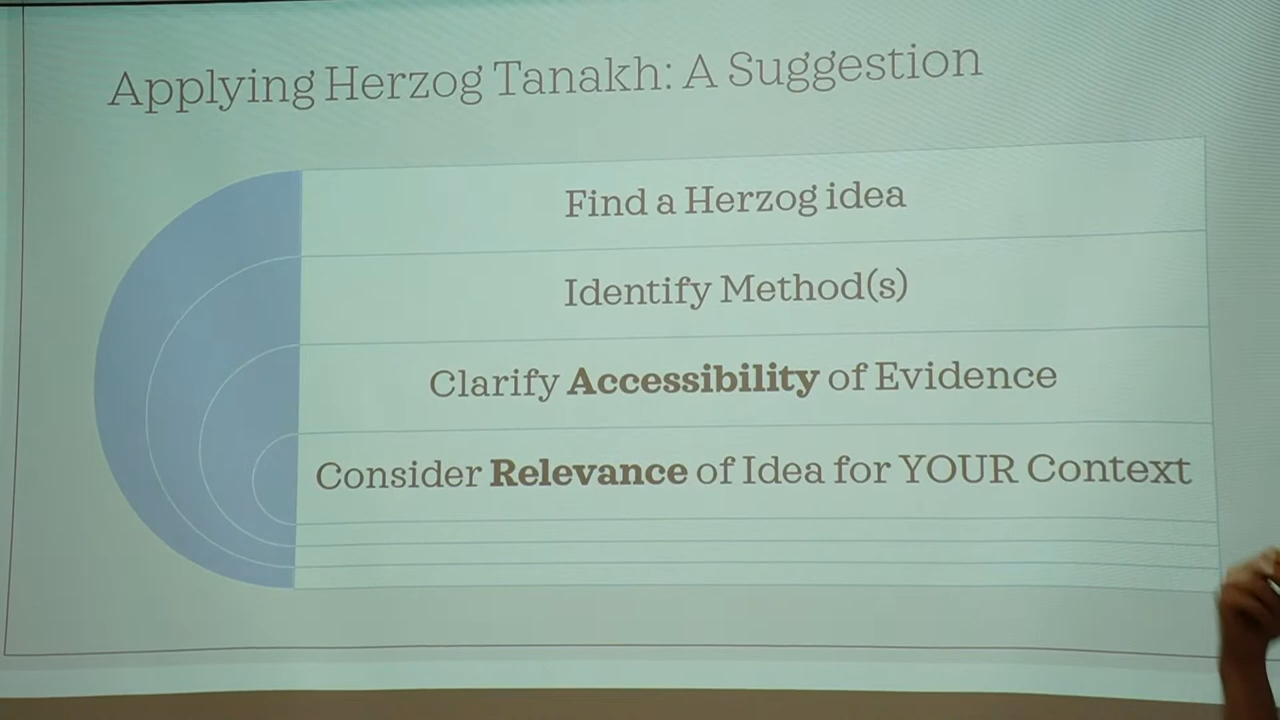 Applying Herzog Tanakh: A Suggestion
Find a Herzog idea
Identify Method(s)
Clarify Accessibility of Evidence
Consider Relevance of Idea for YOUR Context